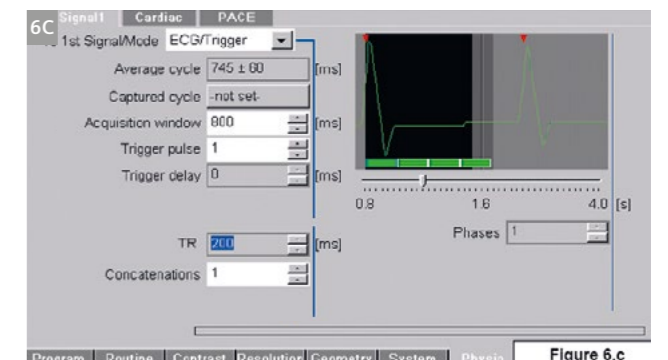 6C
Signal1 Cardiac PACE
1st Signal/Mode ECG/Trigger
Average cycle 745 ± 60 [ms]
Captured cycle -not set-
Acquisition window 800 [ms]
Trigger pulse 1
Trigger delay 0 [ms]
0.8 1.6 4.0 [s]
TR 200 [ms]
Phases 1
Concatenations 1
Program Routine Contrast Resolution Geometry System Physio
Figure 6.c